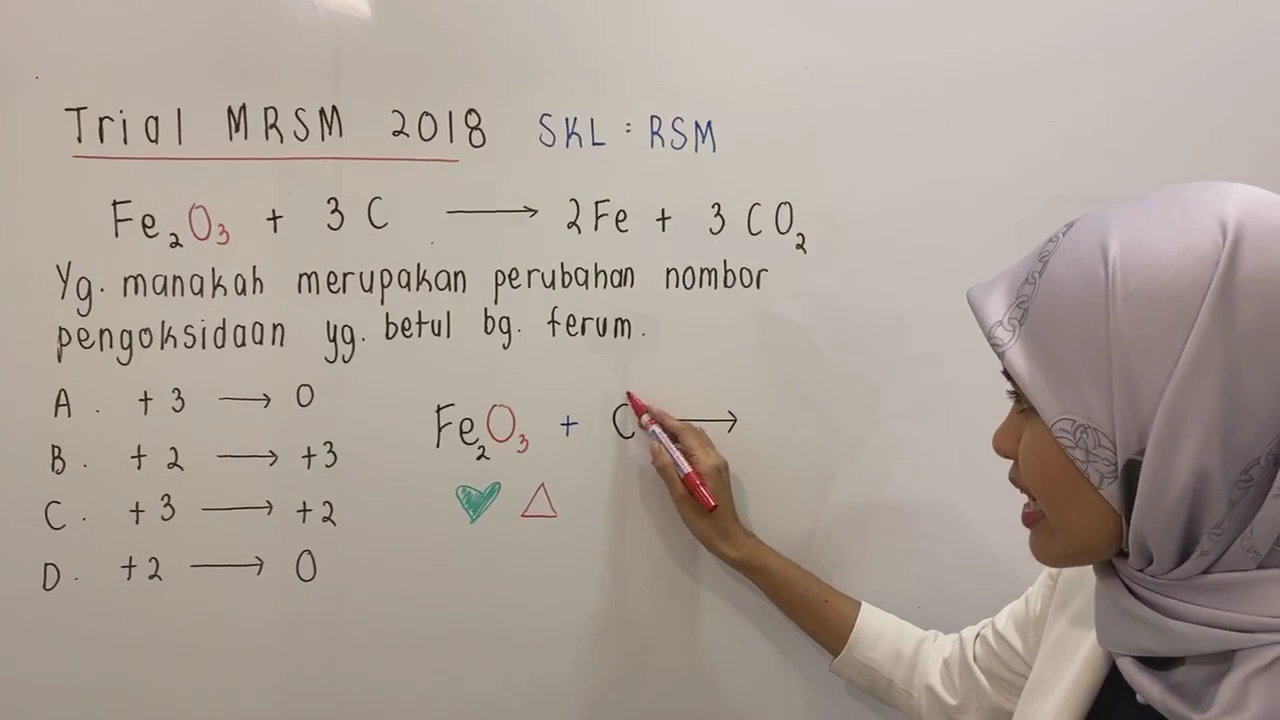 Trial MRSM 2018 SKL : RSM
Fe₂O₃ + 3 C ⟶ 2Fe + 3 CO₂
Yg. manakah merupakan perubahan nombor
pengoksidaan yg. betul bg. ferum.
A . + 3 ⟶ 0
B . + 2 ⟶ +3
C . + 3 ⟶ +2
D . +2 ⟶ 0
Fe₂O₃ + C ⟶